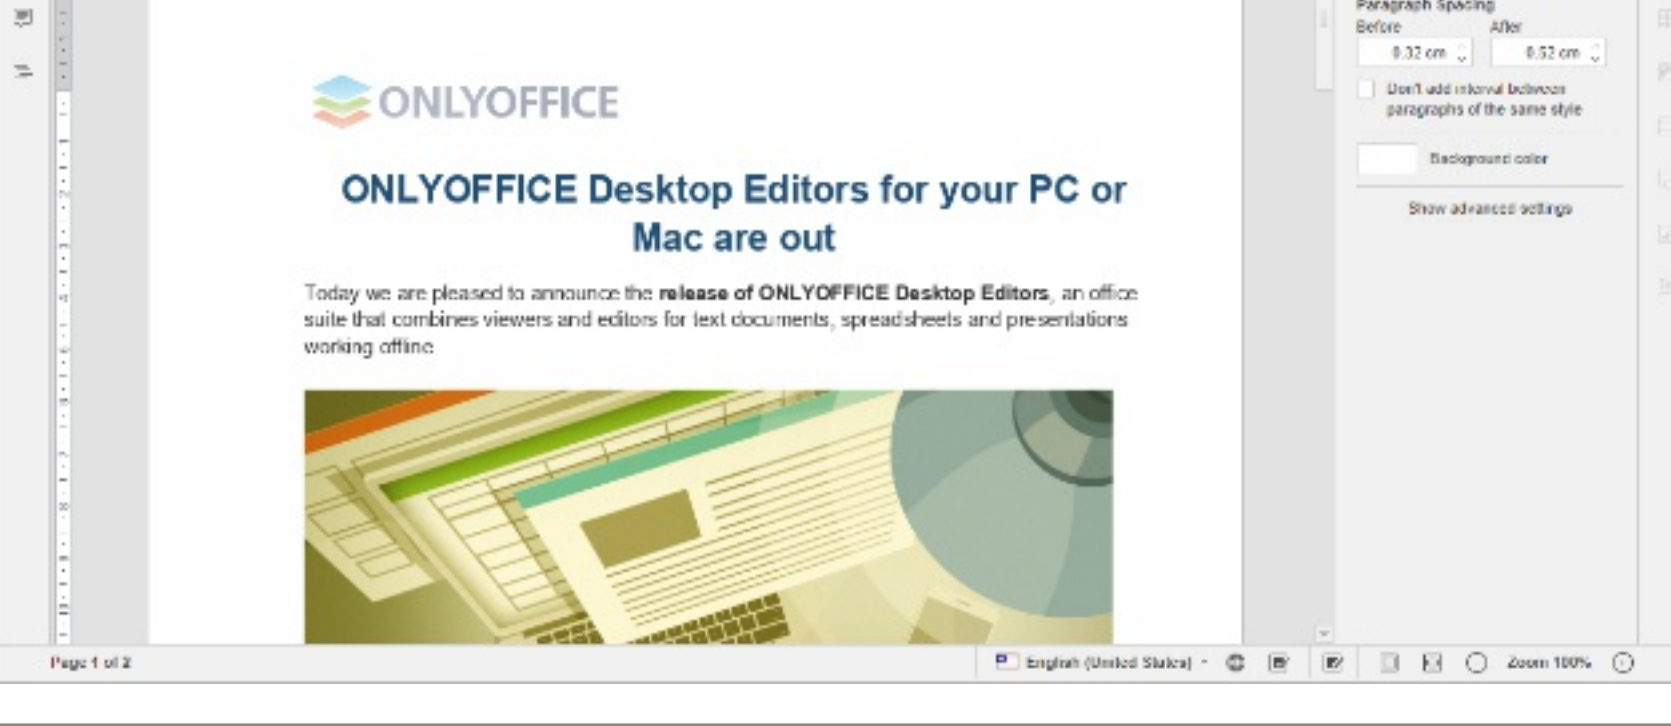 Paragraph Spacing
Before After
0.32 cm 0.52 cm
Don't add interval between
paragraphs of the same style
Background color
Show advanced settings
ONLYOFFICE
ONLYOFFICE Desktop Editors for your PC or
Mac are out
Today we are pleased to announce the release of ONLYOFFICE Desktop Editors, an office
suite that combines viewers and editors for text documents, spreadsheets and presentations
working offline
Page 1 of 2
English (United States)
Zoom 100%